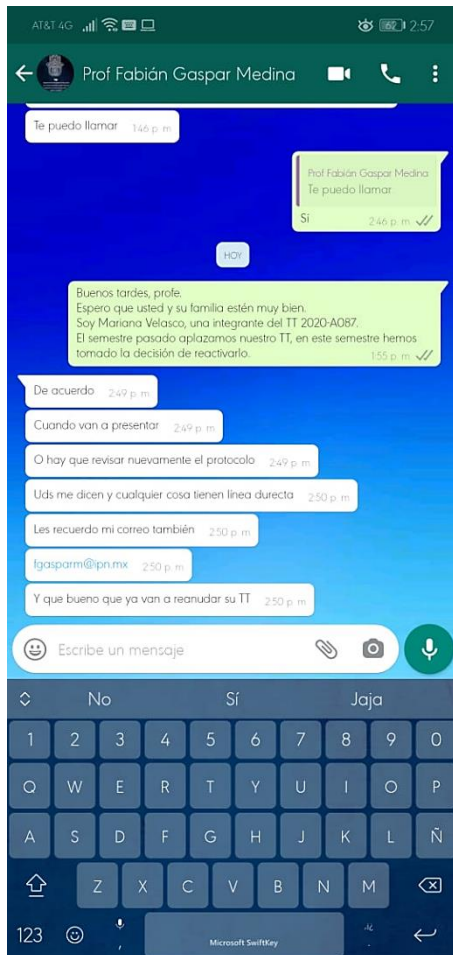 AT&T 4G 62 2:57
Prof Fabián Gaspar Medina
Te puedo llamar 1:46 p. m.
Prof Fabián Gaspar Medina
Te puedo llamar
Sí 2:46 p. m.
HOY
Buenos tardes, profe.
Espero que usted y su familia estén muy bien.
Soy Mariana Velasco, una integrante del TT 2020-A087.
El semestre pasado aplazamos nuestro TT, en este semestre hemos
tomado la decisión de reactivarlo. 1:55 p. m.
De acuerdo 2:49 p. m.
Cuando van a presentar 2:49 p. m.
O hay que revisar nuevamente el protocolo 2:49 p. m.
Uds me dicen y cualquier cosa tienen línea durecta 2:50 p. m.
Les recuerdo mi correo también 2:50 p. m.
fgasparm@ipn.mx 2:50 p. m.
Y que bueno que ya van a reanudar su TT 2:50 p. m.
Escribe un mensaje
No Sí Jaja
1 2 3 4 5 6 7 8 9 0
Q W E R T Y U I O P
A S D F G H J K L Ñ
Z X C V B N M
123 , Microsoft SwiftKey .